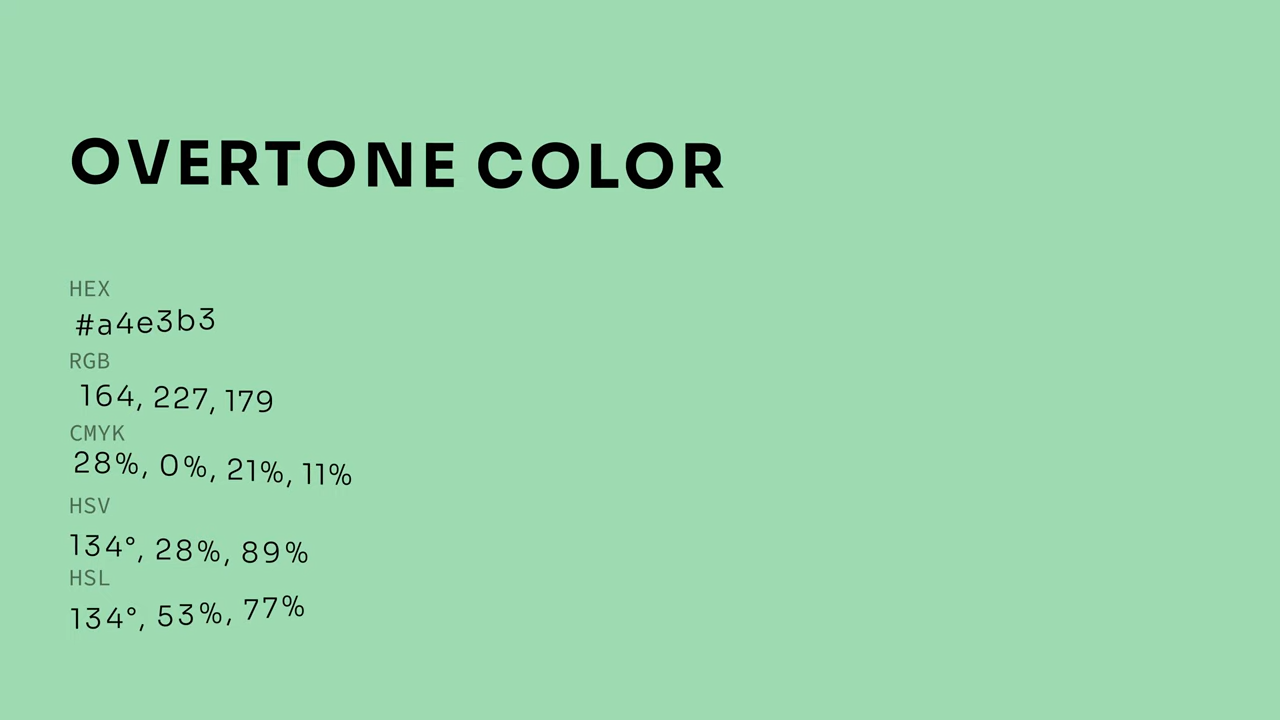 OVERTONE COLOR
HEX
#a4e3b3
RGB
164, 227, 179
CMYK
28%, 0%, 21%, 11%
HSV
134°, 28%, 89%
HSL
134°, 53%, 77%